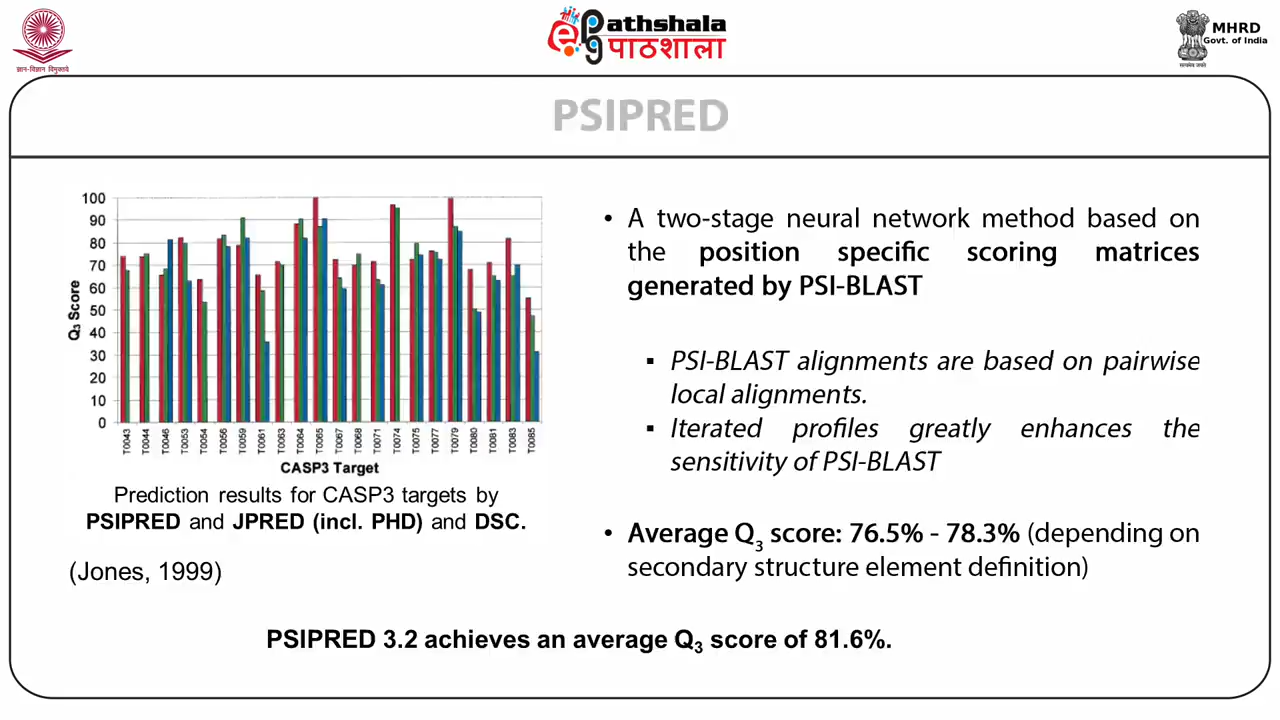 ज्ञान-विज्ञान विमुक्तये
ePg Pathshala
पाठशाला
MHRD
Govt. of India
सत्यमेव जयते
PSIPRED
100
90
80
70
60
50
40
30
20
10
0
Q3 Score
T0043
T0044
T0046
T0053
T0054
T0056
T0059
T0061
T0063
T0064
T0065
T0067
T0068
T0071
T0074
T0075
T0077
T0079
T0080
T0081
T0083
T0085
CASP3 Target
Prediction results for CASP3 targets by
PSIPRED and JPRED (incl. PHD) and DSC.
(Jones, 1999)
• A two-stage neural network method based on
the position specific scoring matrices
generated by PSI-BLAST
▪ PSI-BLAST alignments are based on pairwise
local alignments.
▪ Iterated profiles greatly enhances the
sensitivity of PSI-BLAST
• Average Q3 score: 76.5% - 78.3% (depending on
secondary structure element definition)
PSIPRED 3.2 achieves an average Q3 score of 81.6%.